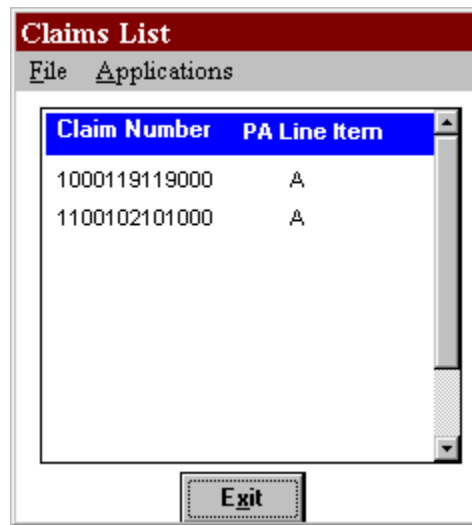 Claims List
File Applications
Claim Number PA Line Item
1000119119000 A
1100102101000 A
Exit